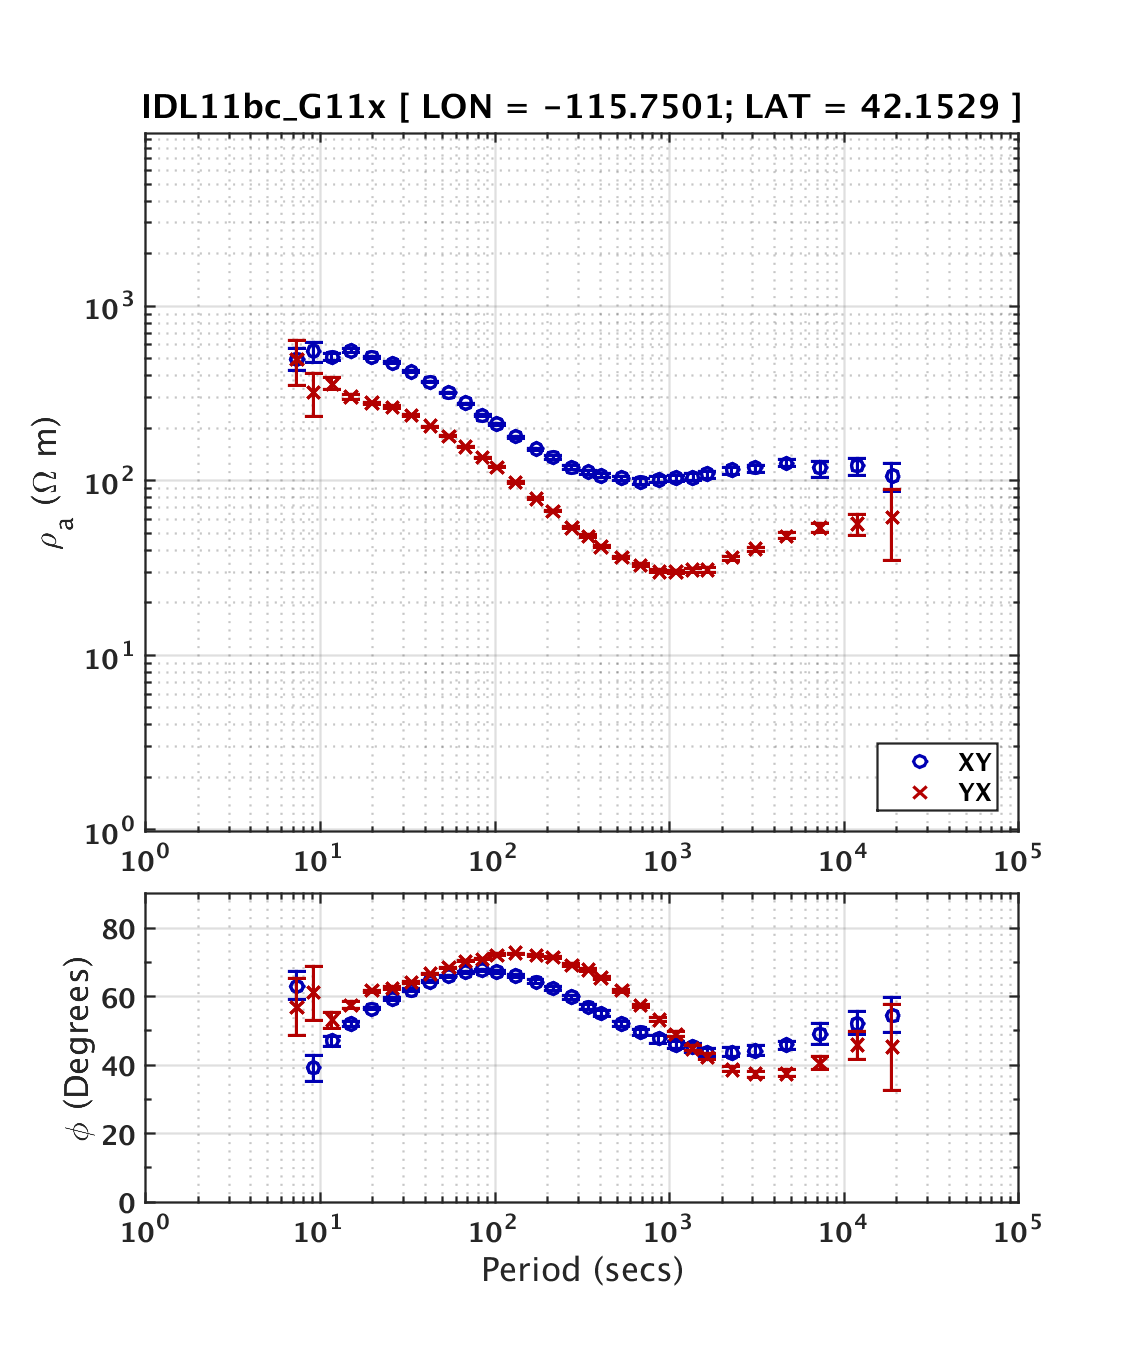 IDL11bc_G11x [ LON = -115.7501; LAT = 42.1529 ]
10³
10²
10¹
10⁰
ρₐ (Ω m)
XY
YX
10⁰ 10¹ 10² 10³ 10⁴ 10⁵
80
60
40
20
0
ϕ (Degrees)
10⁰ 10¹ 10² 10³ 10⁴ 10⁵
Period (secs)